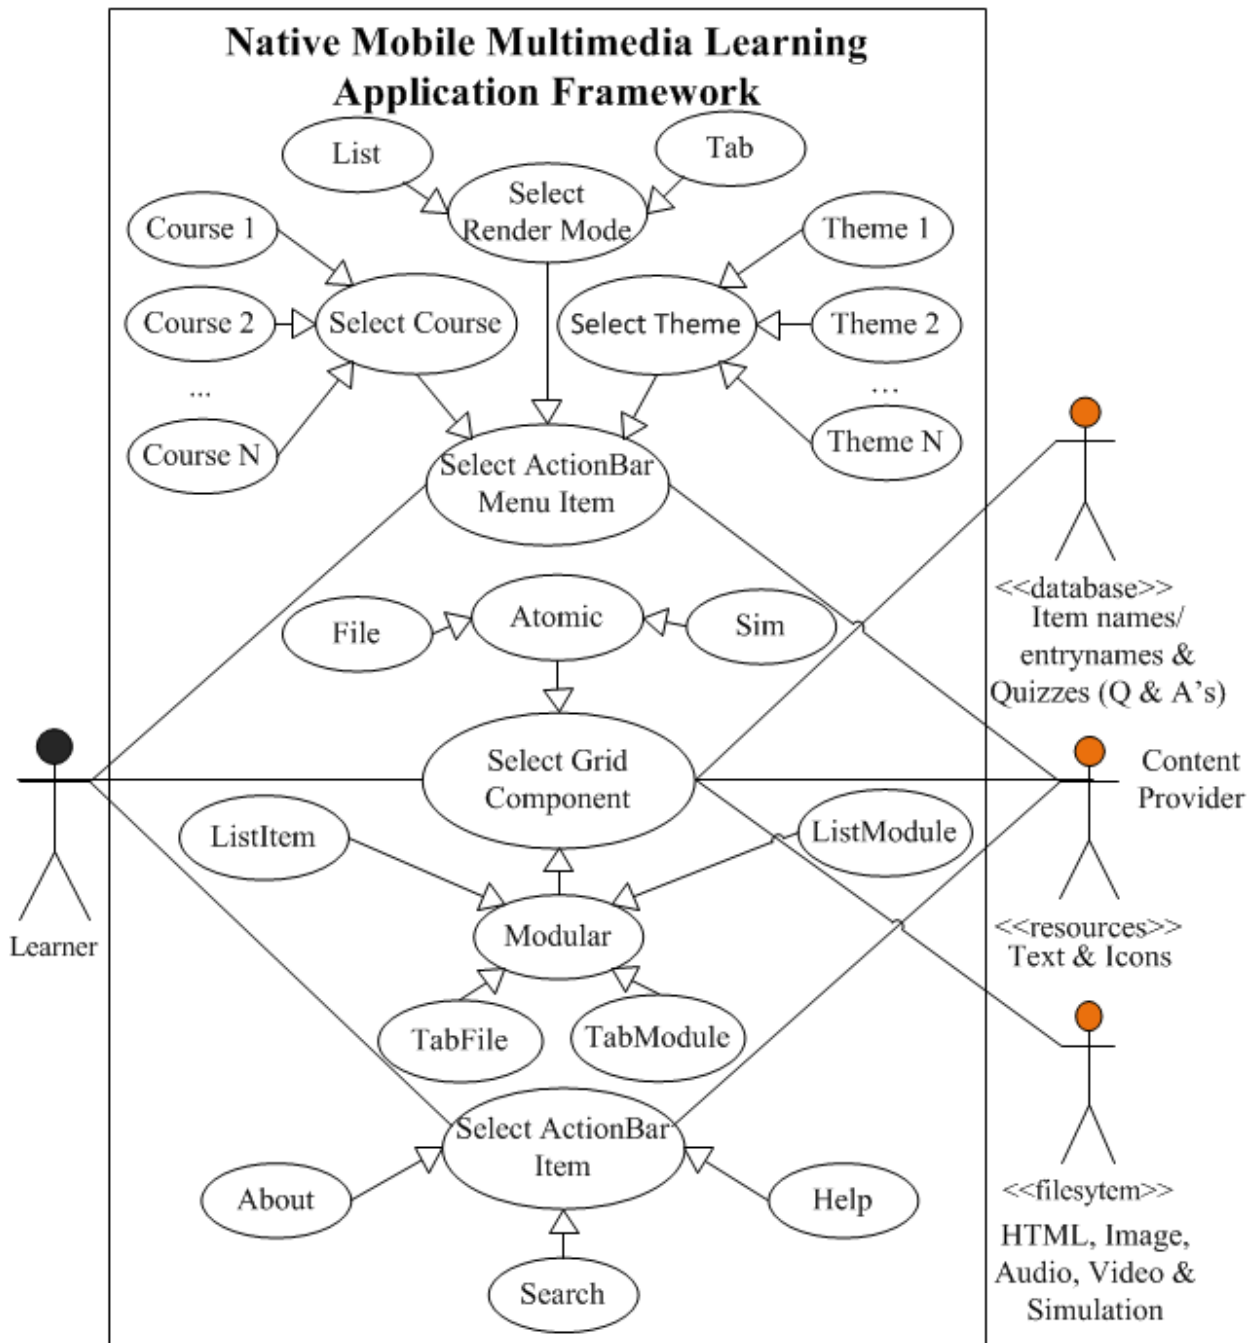 Native Mobile Multimedia Learning
Application Framework
List
Tab
Select
Render Mode
Course 1
Theme 1
Course 2
Select Course
Select Theme
Theme 2
...
...
Course N
Theme N
Select ActionBar
Menu Item
<<database>>
Item names/
entrynames &
Quizzes (Q & A's)
File
Atomic
Sim
Select Grid
Component
Content
Provider
ListItem
ListModule
Learner
Modular
<<resources>>
Text & Icons
TabFile
TabModule
Select ActionBar
Item
About
Help
<<filesytem>>
HTML, Image,
Audio, Video &
Simulation
Search